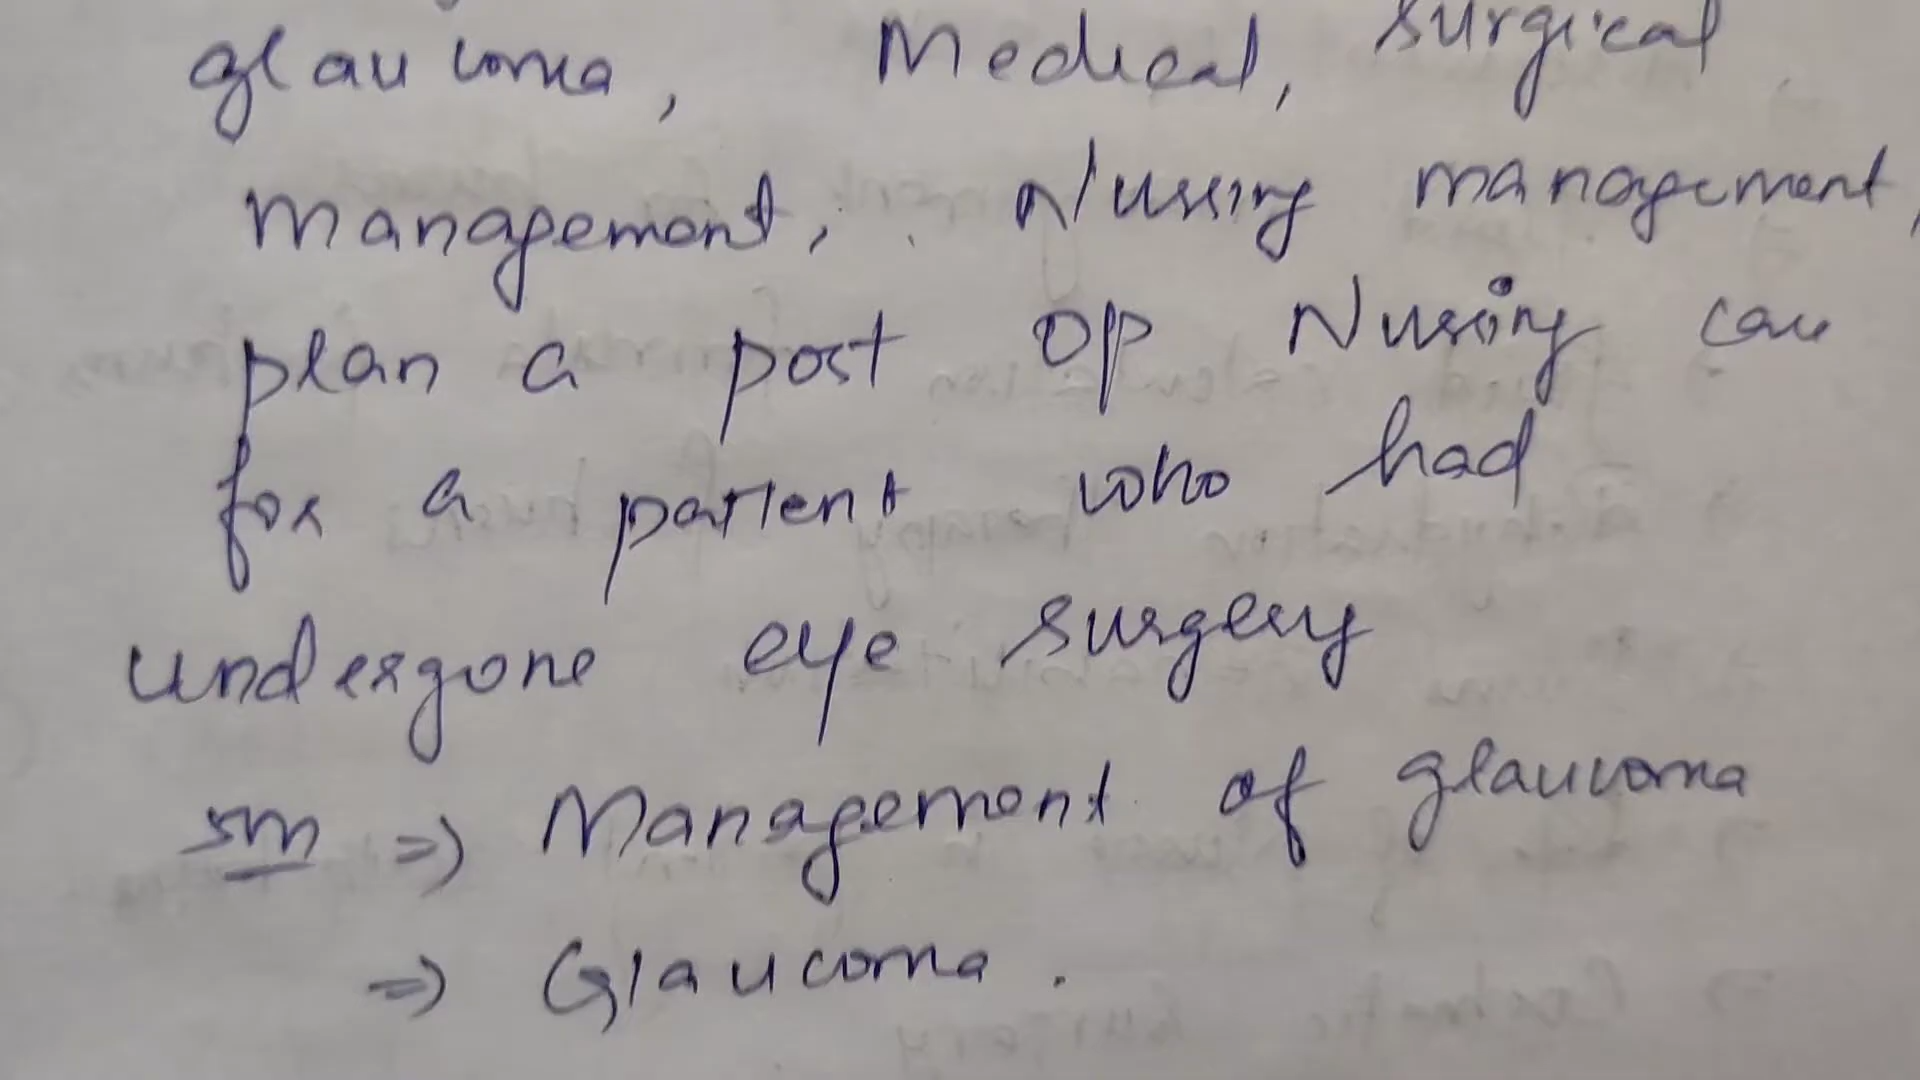 glaucoma, Medical, surgical
management, Nursing management,
plan a post op Nursing care
for a patient who had
undergone eye surgery
5m => Management of glaucoma
=> Glaucoma.